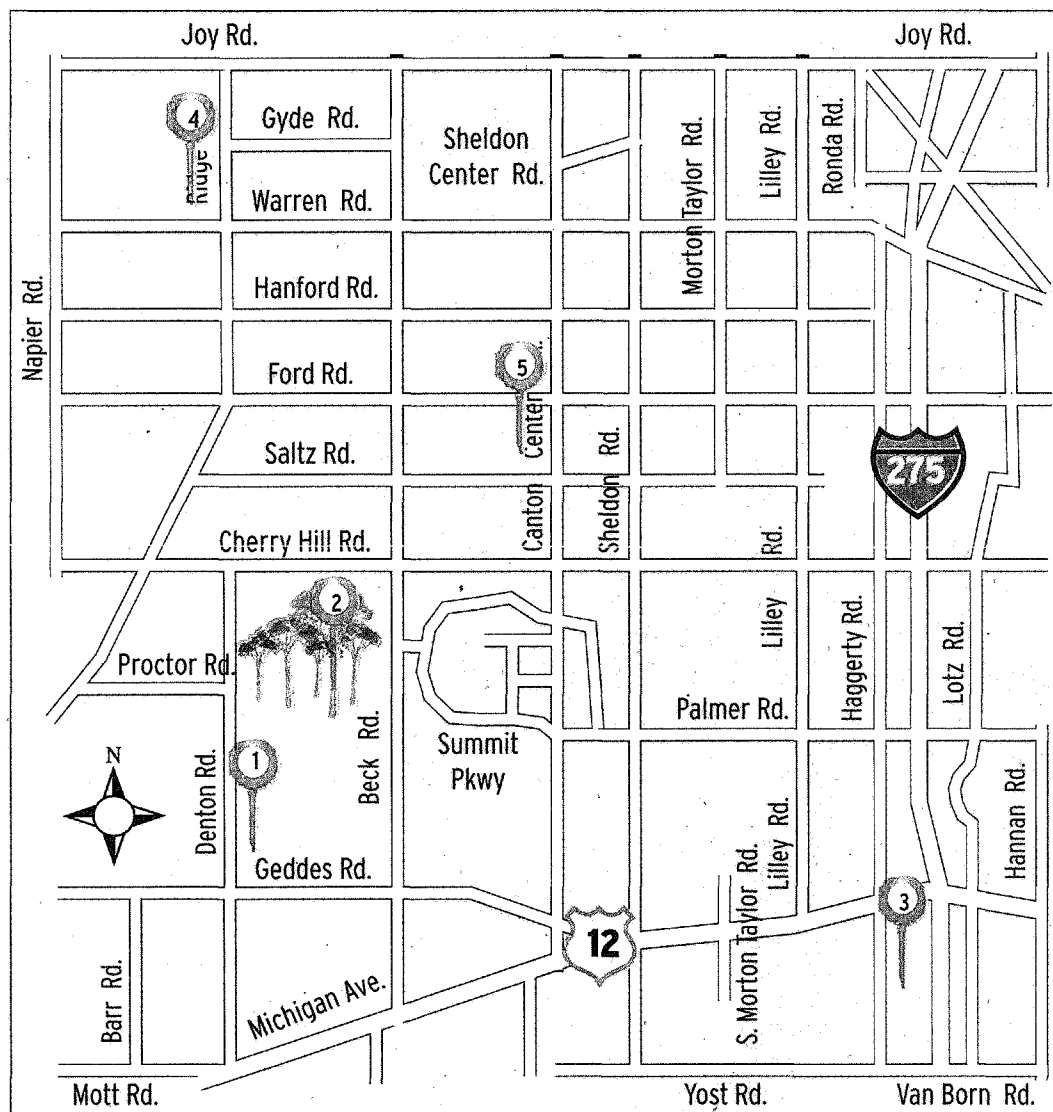 Joy Rd.
Joy Rd.
4
Gyde Rd.
Sheldon
Center Rd.
Ridge
Warren Rd.
Morton Taylor Rd.
Lilley Rd.
Ronda Rd.
Hanford Rd.
Napier Rd.
5
Ford Rd.
Canton Center
Saltz Rd.
Sheldon Rd.
275
Cherry Hill Rd.
2
Lilley Rd.
Haggerty Rd.
Lotz Rd.
Proctor Rd.
Palmer Rd.
Summit
Pkwy
N
Denton Rd.
1
Beck Rd.
Hannan Rd.
Geddes Rd.
Lilley Rd.
3
12
S. Morton Taylor Rd.
Barr Rd.
Michigan Ave.
Mott Rd.
Yost Rd.
Van Born Rd.